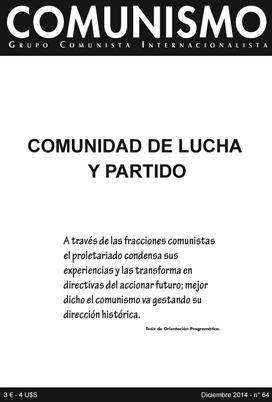 COMUNISMO
GRUPO COMUNISTA INTERNACIONALISTA
COMUNIDAD DE LUCHA
Y PARTIDO
A través de las fracciones comunistas
el proletariado condensa sus
experiencias y las transforma en
directivas del accionar futuro; mejor
dicho el comunismo va gestando su
dirección histórica.
Tesis de Orientación Programática.
3 € - 4 U$S
Diciembre 2014 - n° 64